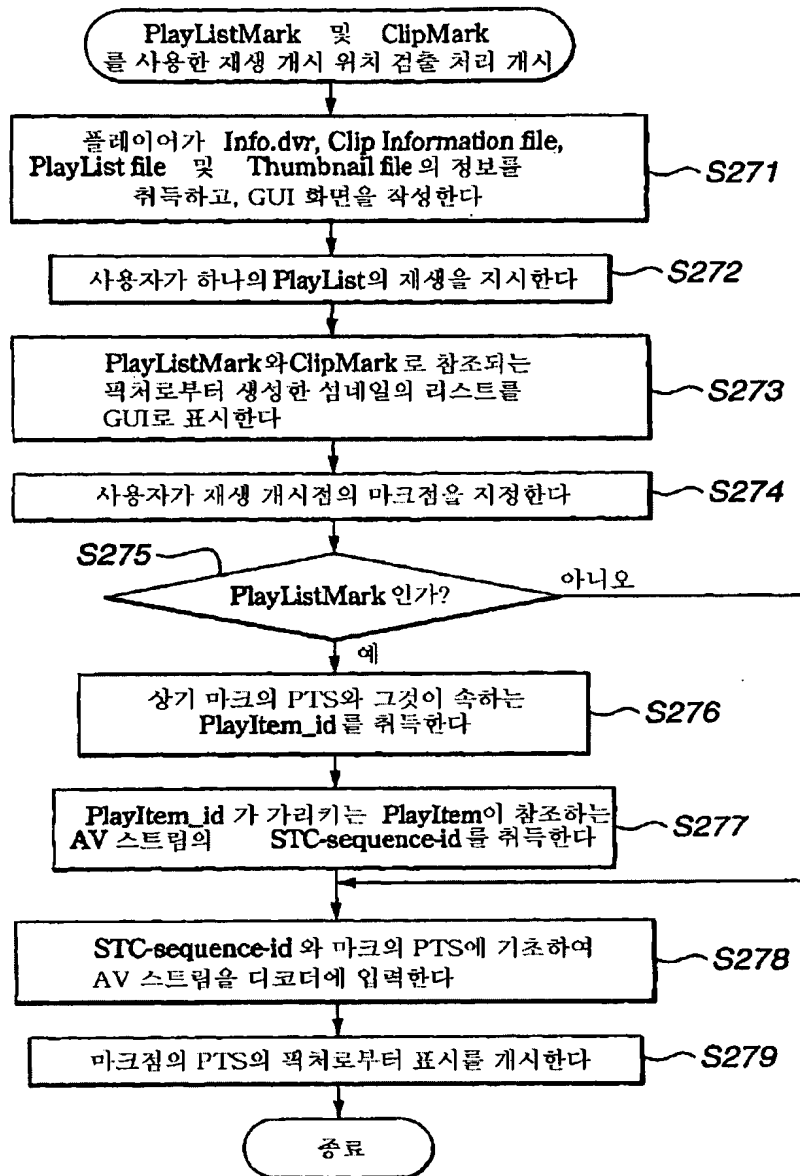 PlayListMark 및 ClipMark
를 사용한 재생 개시 위치 검출 처리 개시
플레이어가 Info.dvr, Clip Information file,
PlayList file 및 Thumbnail file 의 정보를
취득하고, GUI 화면을 작성한다
S271
사용자가 하나의 PlayList의 재생을 지시한다
S272
PlayListMark와ClipMark 로 참조되는
픽처로부터 생성한 섬네일의 리스트를
GUI로 표시한다
S273
사용자가 재생 개시점의 마크점을 지정한다
S274
S275
PlayListMark 인가?
아니오
예
상기 마크의 PTS와 그것이 속하는
PlayItem_id 를 취득한다
S276
PlayItem_id 가 가리키는 PlayItem이 참조하는
AV 스트림의 STC-sequence-id 를 취득한다
S277
STC-sequence-id 와 마크의 PTS에 기초하여
AV 스트림을 디코더에 입력한다
S278
마크점의 PTS의 픽처로부터 표시를 개시한다
S279
종료